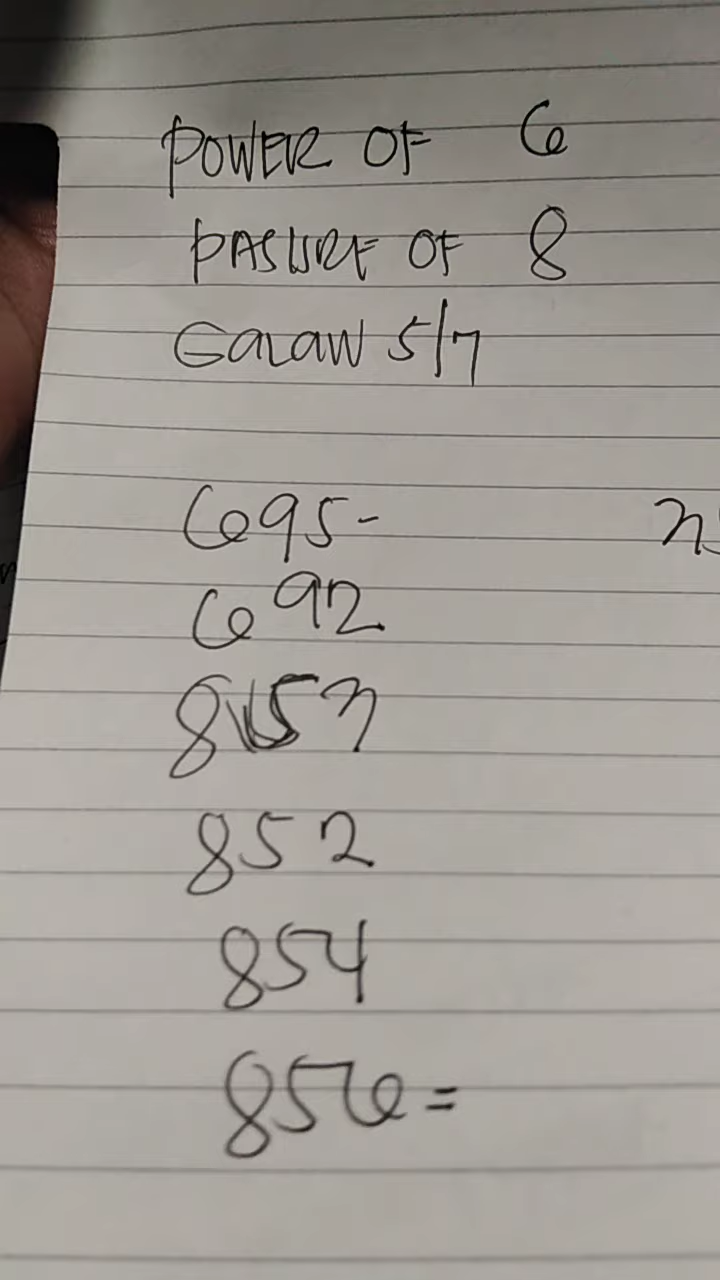 POWER OF 6
PASURE OF 8
GALAW 5/7
695-
692
857
852
854
856=